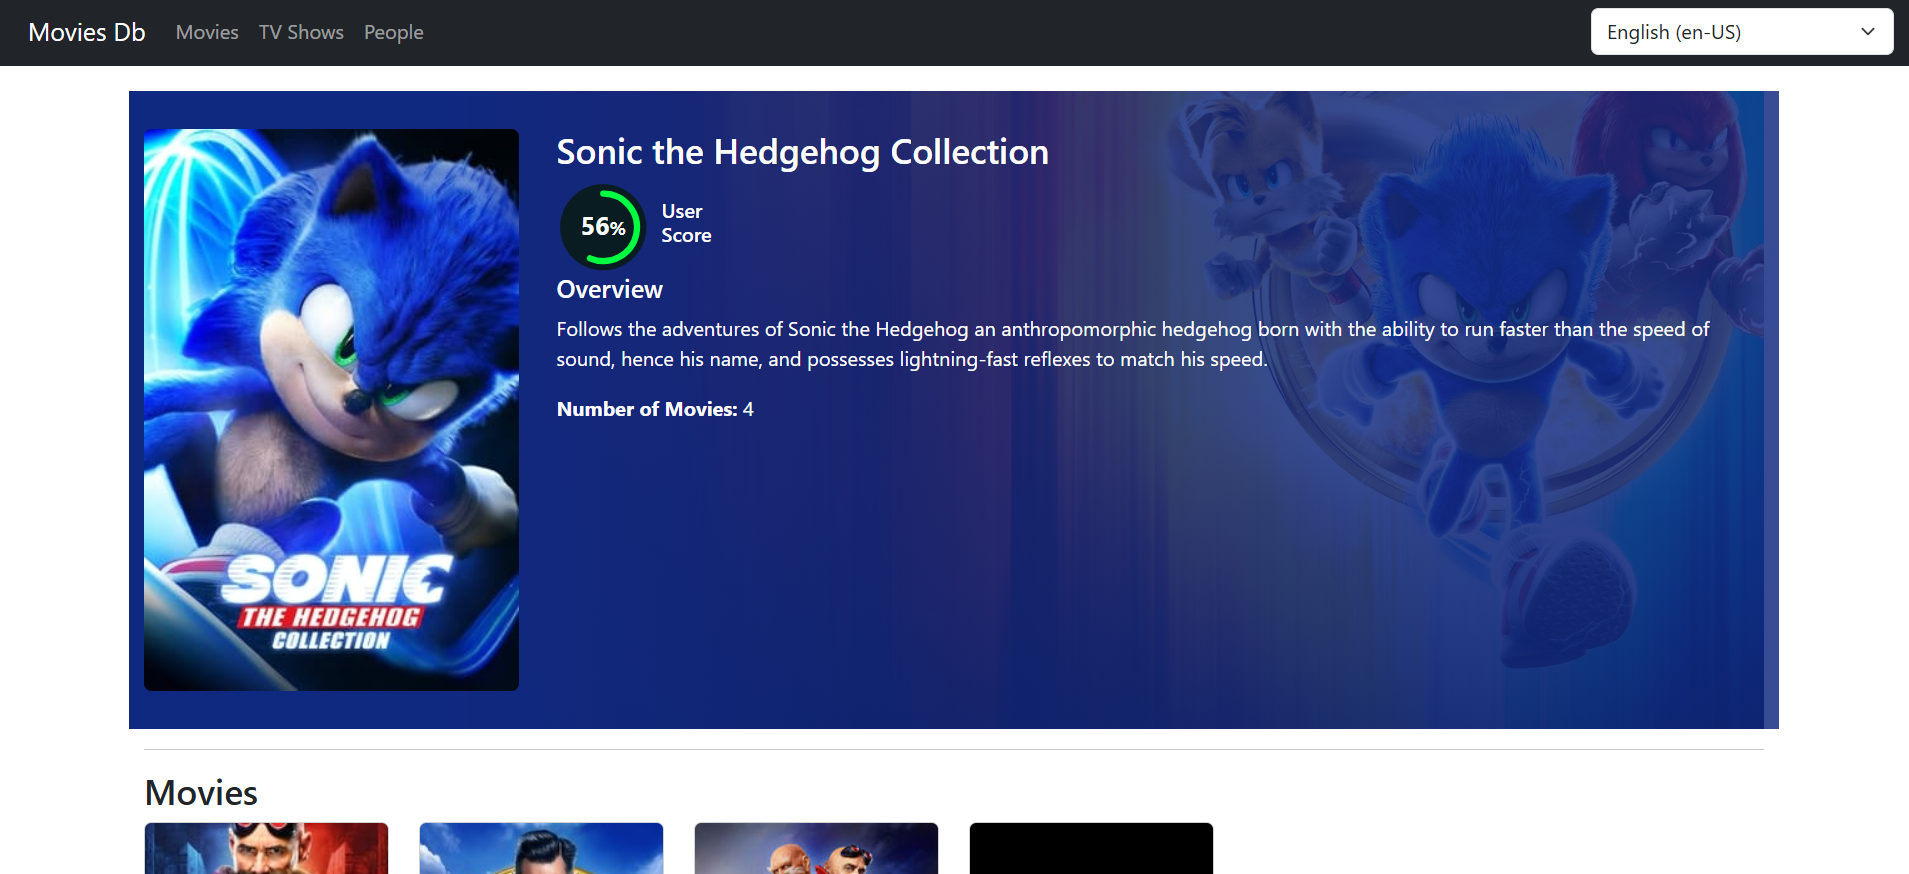 Movies Db Movies TV Shows People English (en-US)
SONIC
THE HEDGEHOG
COLLECTION
Sonic the Hedgehog Collection
56% User
Score
Overview
Follows the adventures of Sonic the Hedgehog an anthropomorphic hedgehog born with the ability to run faster than the speed of
sound, hence his name, and possesses lightning-fast reflexes to match his speed.
Number of Movies: 4
Movies